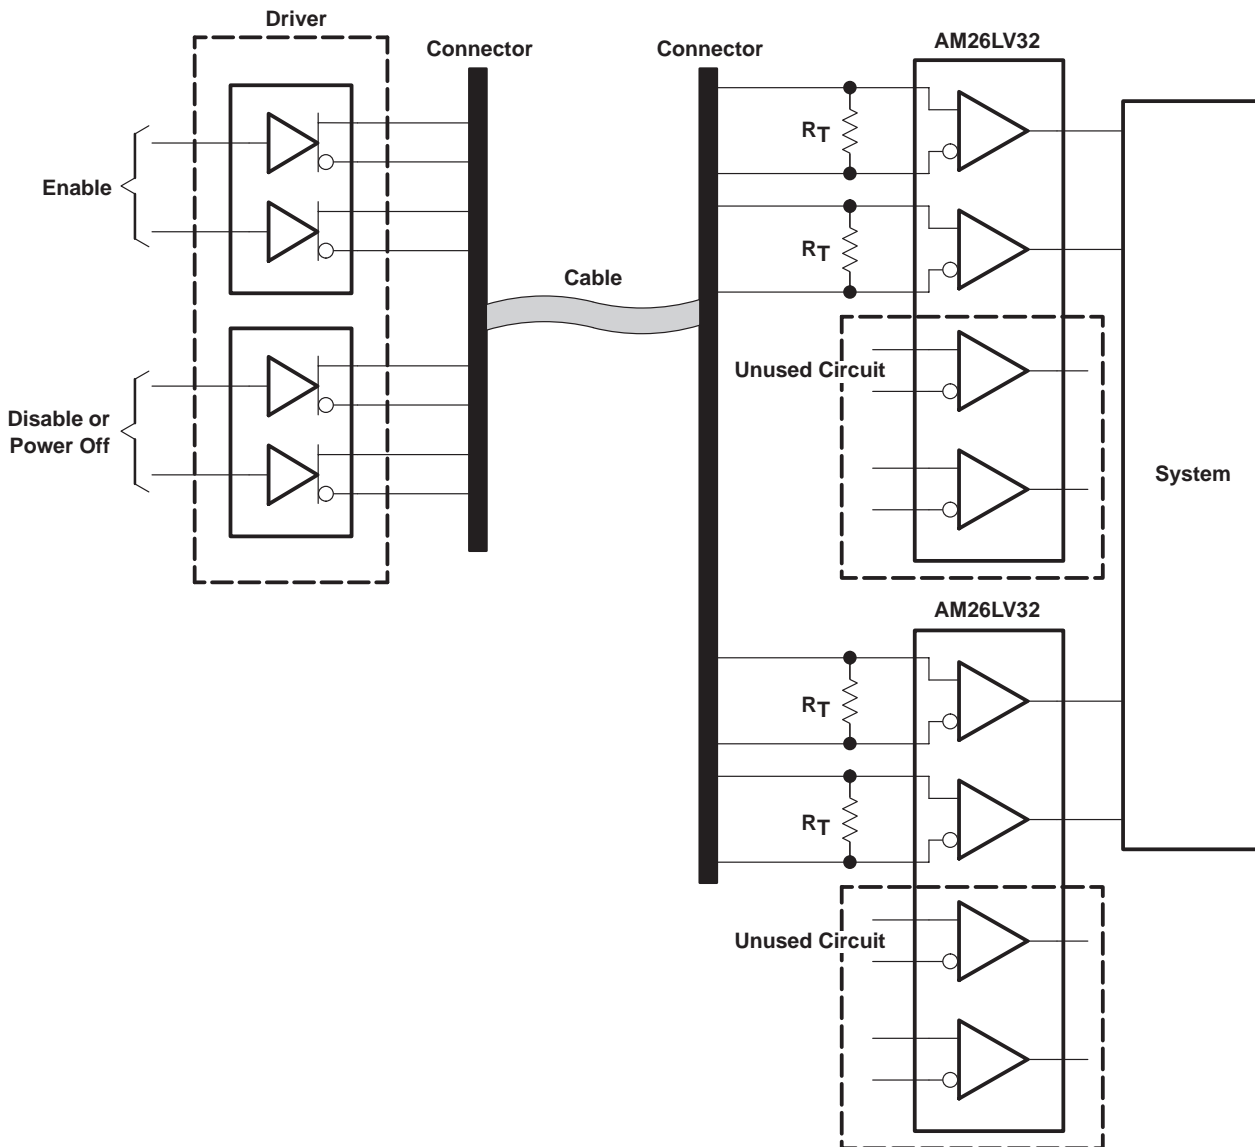 Driver
Connector
Connector
AM26LV32
RT
Enable
RT
Cable
Unused Circuit
Disable or
Power Off
System
AM26LV32
RT
RT
Unused Circuit